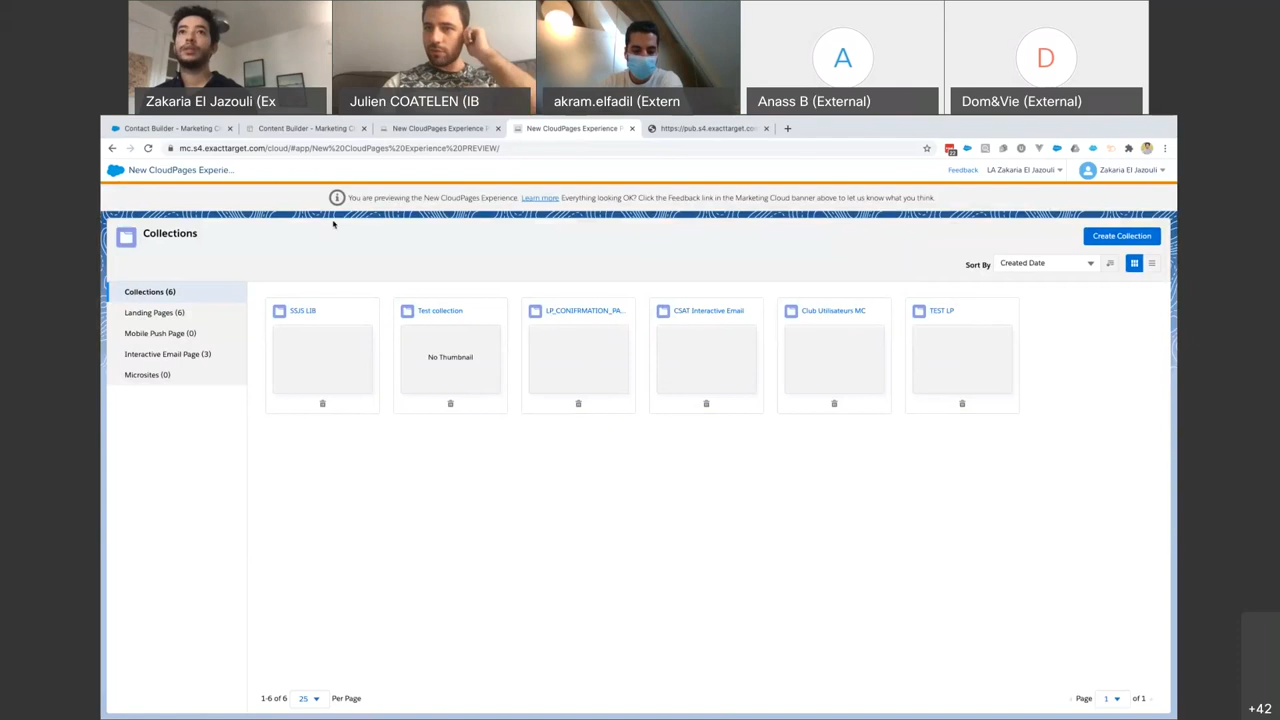 Zakaria El Jazouli (Ex
Julien COATELEN (IB
akram.elfadil (Extern
A
Anass B (External)
D
Dom&Vie (External)
Contact Builder - Marketing C
Content Builder - Marketing C
New CloudPages Experience P
New CloudPages Experience P
https://pub.s4.exacttarget.co
mc.s4.exacttarget.com/cloud/#app/New%20CloudPages%20Experience%20PREVIEW/
New CloudPages Experie...
Feedback
LA Zakaria El Jazouli
Zakaria El Jazouli
You are previewing the New CloudPages Experience. Learn more Everything looking OK? Click the Feedback link in the Marketing Cloud banner above to let us know what you think.
Collections
Create Collection
Sort By Created Date
Collections (6)
Landing Pages (6)
Mobile Push Page (0)
Interactive Email Page (3)
Microsites (0)
SSJS LIB
Test collection
No Thumbnail
LP_CONIFRMATION_PA...
CSAT Interactive Email
Club Utilisateurs MC
TEST LP
1-6 of 6 25 Per Page
Page 1 of 1
+42